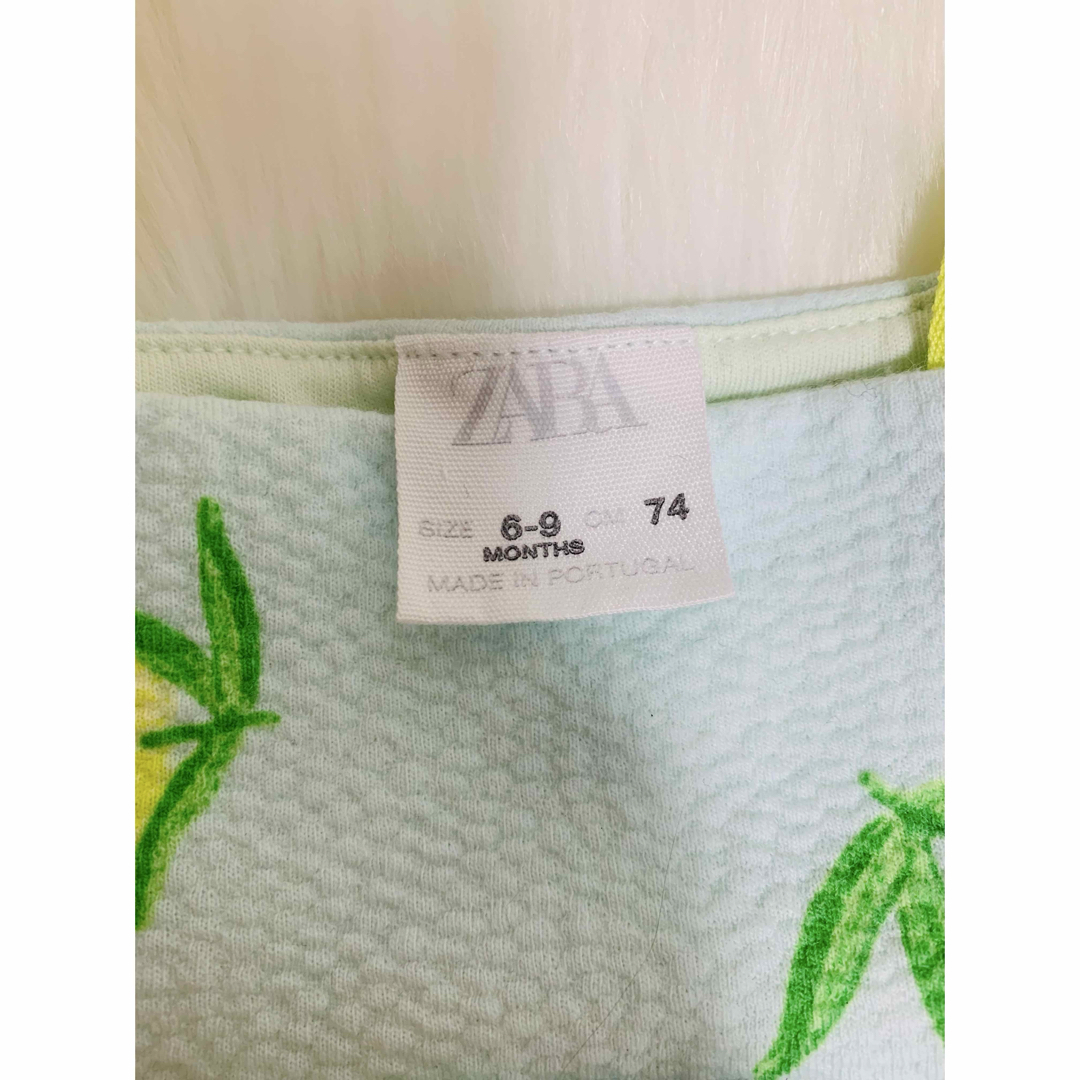 ZARA
SIZE 6-9 CM 74
MONTHS
MADE IN PORTUGAL